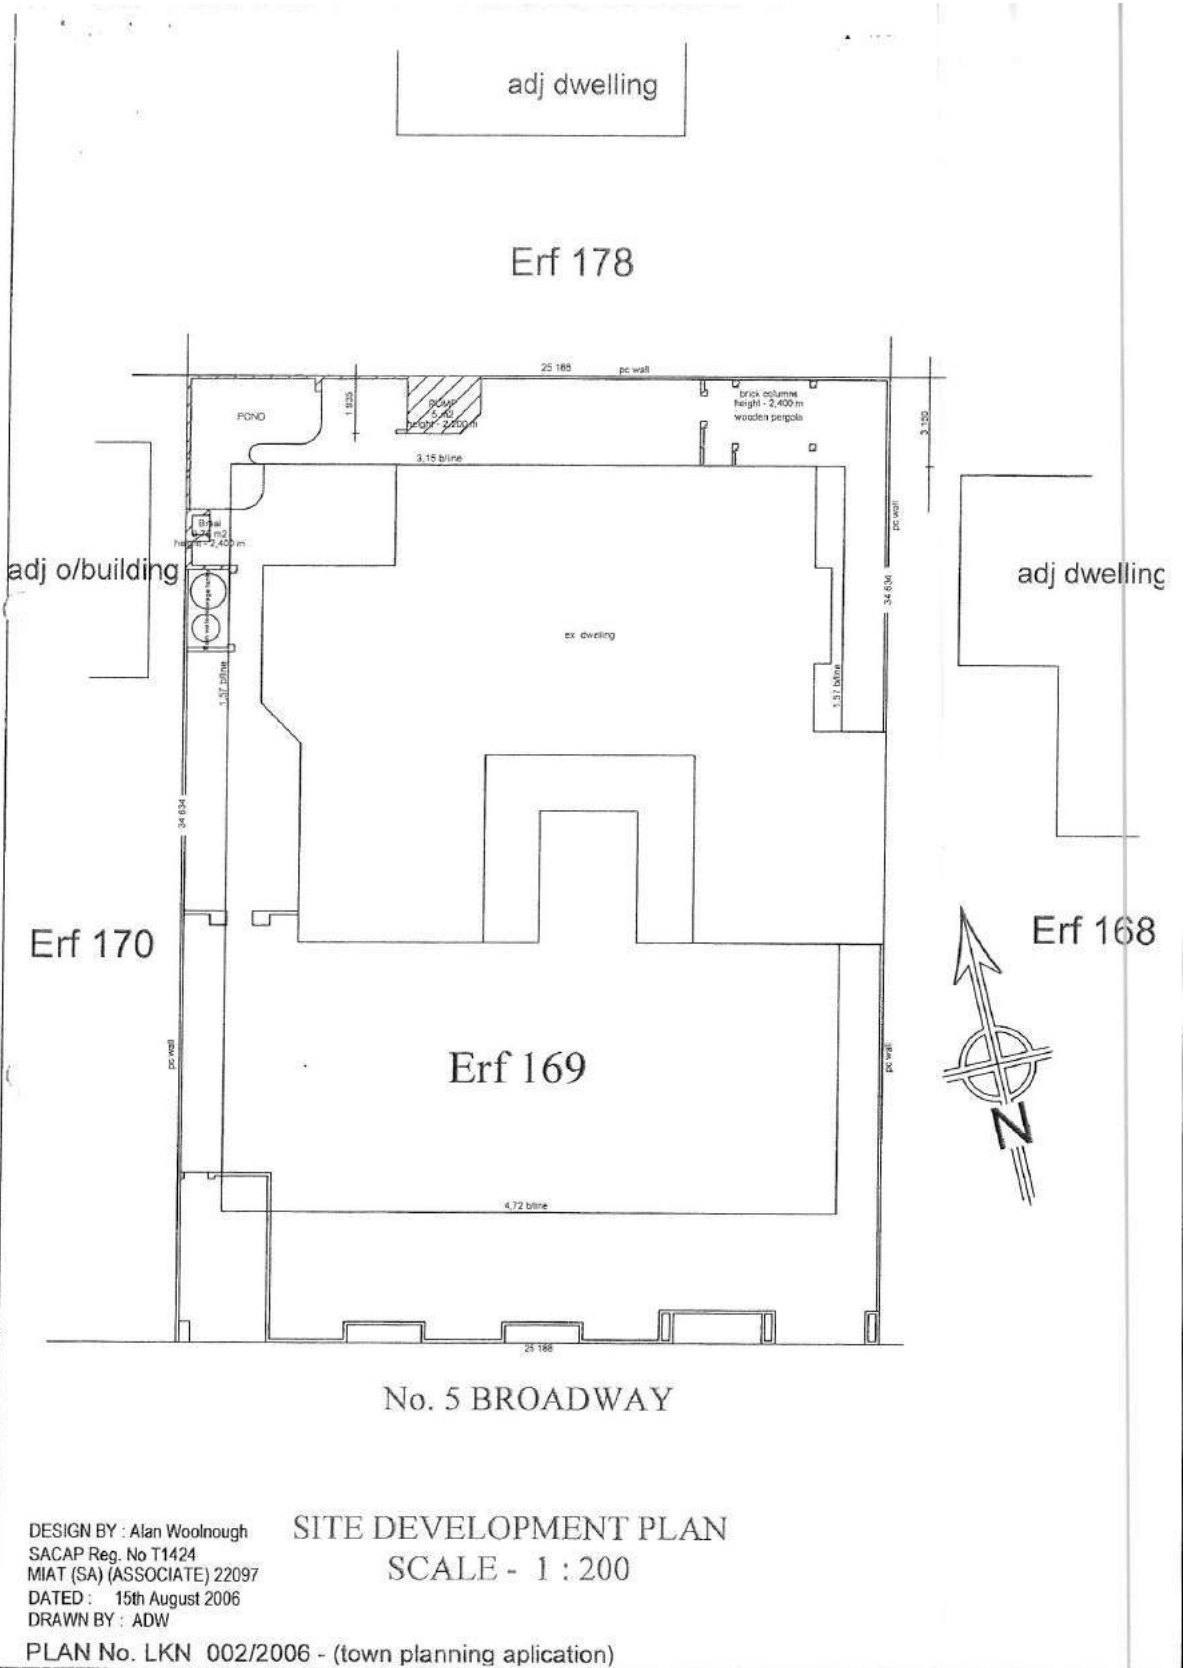 adj dwelling
Erf 178
25 188
pc wall
POND
1 935
PUMP
5 m2
height - 2,200 m
brick columns
height - 2,400 m
wooden pergola
3 150
3,15 b/line
pc wall
m2
height - 2,400 m
adj o/building
adj dwelling
34 634
ex dwelling
1,57 b/line
1,57 b/line
34 634
Erf 170
Erf 168
pc wall
Erf 169
pc wall
N
4,72 b/line
25 188
No. 5 BROADWAY
DESIGN BY : Alan Woolnough
SACAP Reg. No T1424
MIAT (SA) (ASSOCIATE) 22097
DATED : 15th August 2006
DRAWN BY : ADW
SITE DEVELOPMENT PLAN
SCALE - 1 : 200
PLAN No. LKN 002/2006 - (town planning aplication)